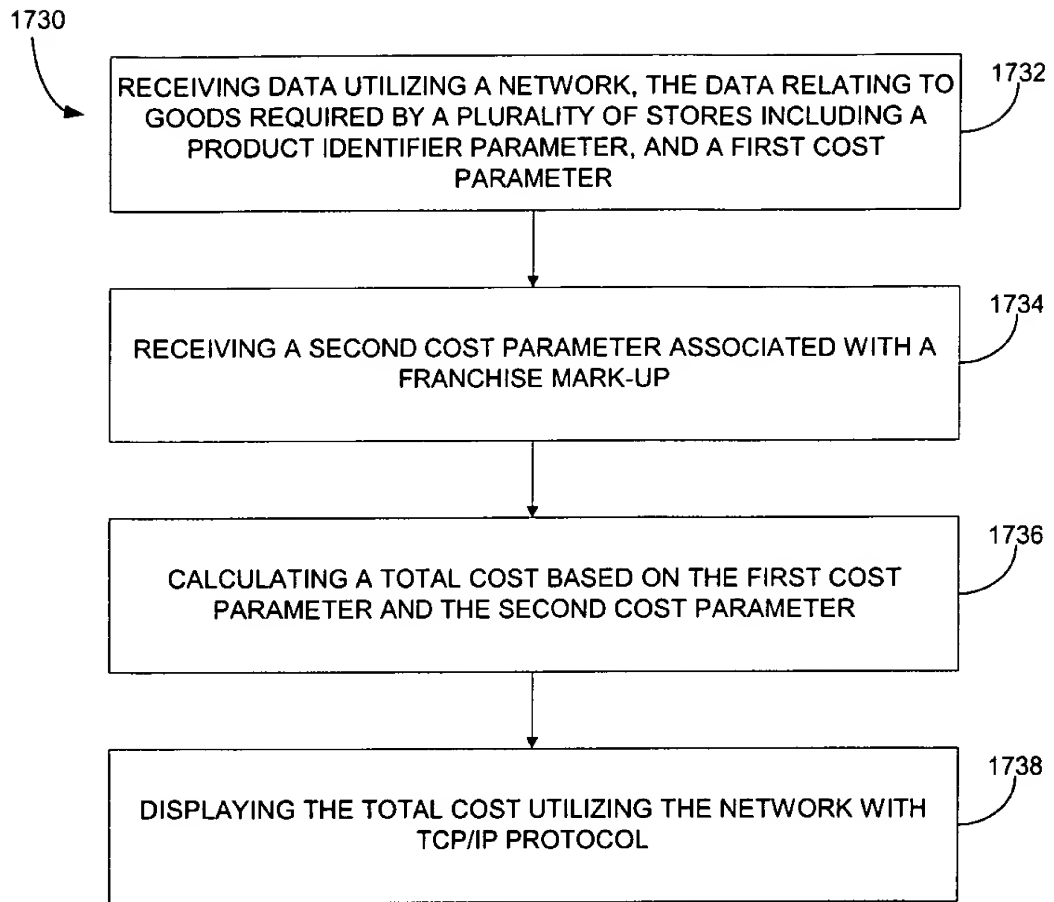 1730
RECEIVING DATA UTILIZING A NETWORK, THE DATA RELATING TO
GOODS REQUIRED BY A PLURALITY OF STORES INCLUDING A
PRODUCT IDENTIFIER PARAMETER, AND A FIRST COST
PARAMETER
1732
RECEIVING A SECOND COST PARAMETER ASSOCIATED WITH A
FRANCHISE MARK-UP
1734
CALCULATING A TOTAL COST BASED ON THE FIRST COST
PARAMETER AND THE SECOND COST PARAMETER
1736
DISPLAYING THE TOTAL COST UTILIZING THE NETWORK WITH
TCP/IP PROTOCOL
1738